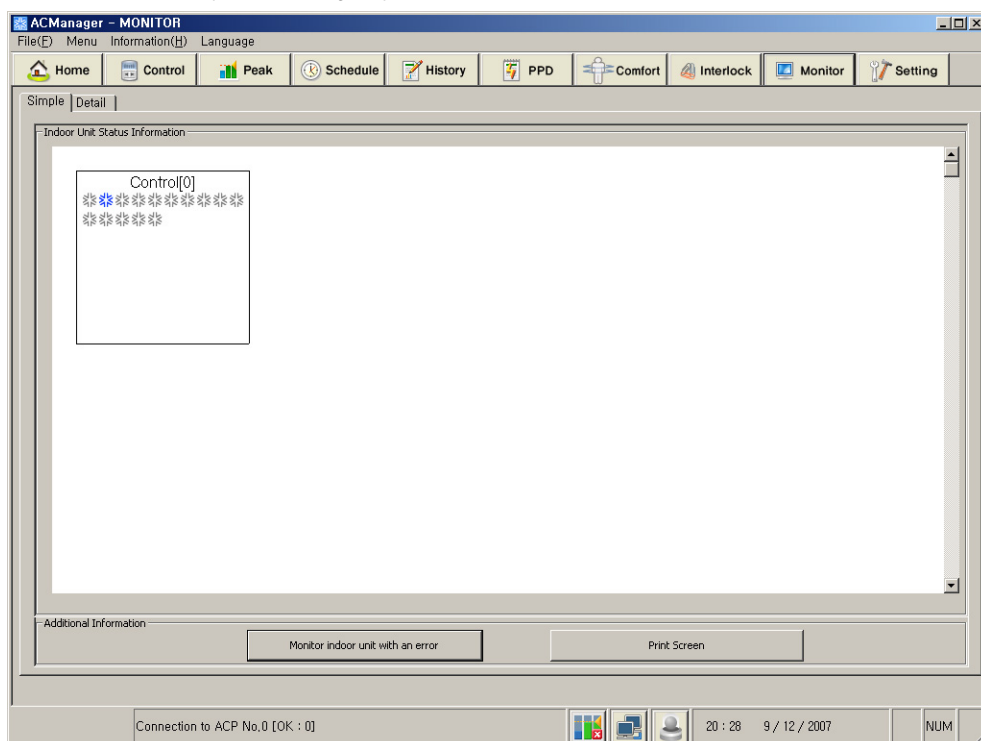 ACManager - MONITOR
File(F) Menu Information(H) Language
Home Control Peak Schedule History PPD Comfort Interlock Monitor Setting
Simple Detail
Indoor Unit Status Information
Control[0]
Additional Information
Monitor indoor unit with an error Print Screen
Connection to ACP No,0 [OK : 0] 20 : 28 9 / 12 / 2007 NUM